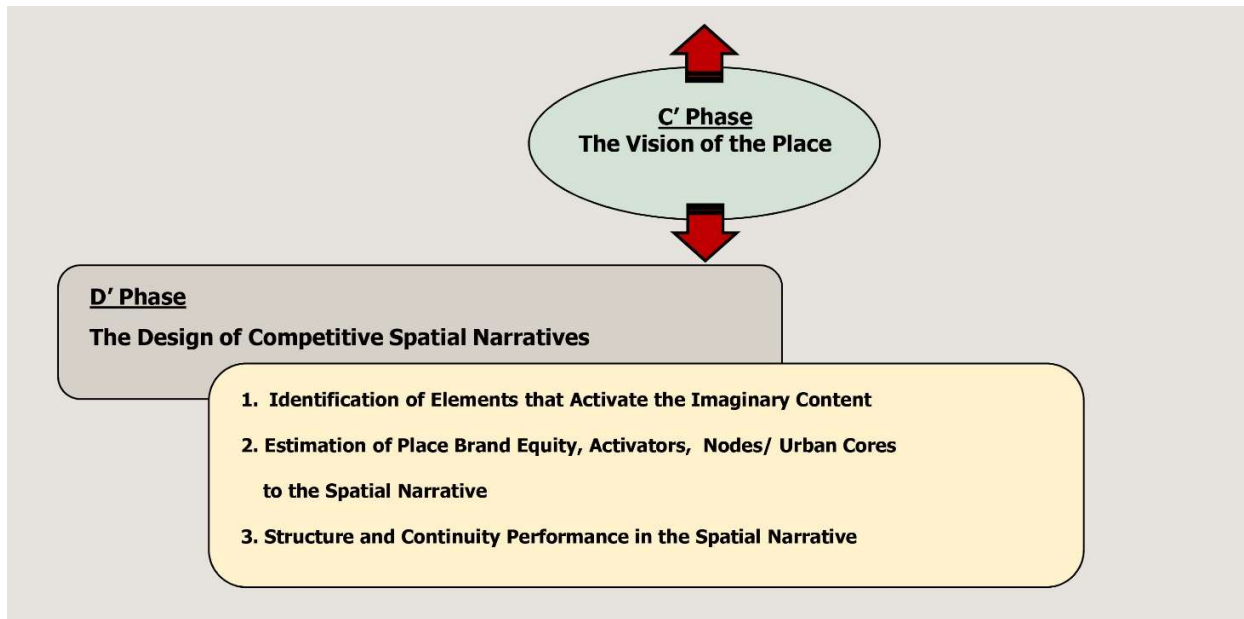 C’ Phase
The Vision of the Place
D’ Phase
The Design of Competitive Spatial Narratives
1. Identification of Elements that Activate the Imaginary Content
2. Estimation of Place Brand Equity, Activators, Nodes/ Urban Cores
to the Spatial Narrative
3. Structure and Continuity Performance in the Spatial Narrative